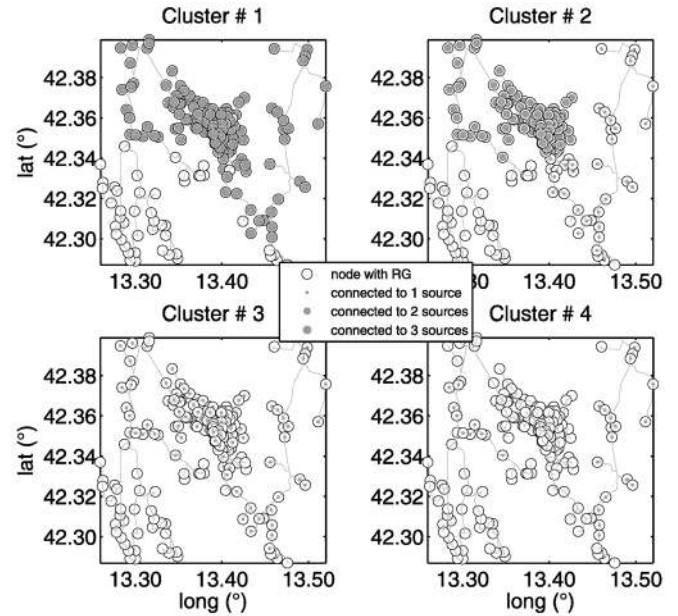 Cluster # 1
Cluster # 2
lat (°)
42.38
42.36
42.34
42.32
42.30
42.38
42.36
42.34
42.32
42.30
13.30 13.40 13.50
13.30 13.40 13.50
node with RG
connected to 1 source
connected to 2 sources
connected to 3 sources
Cluster # 3
Cluster # 4
lat (°)
42.38
42.36
42.34
42.32
42.30
42.38
42.36
42.34
42.32
42.30
13.30 13.40 13.50
13.30 13.40 13.50
long (°)
long (°)